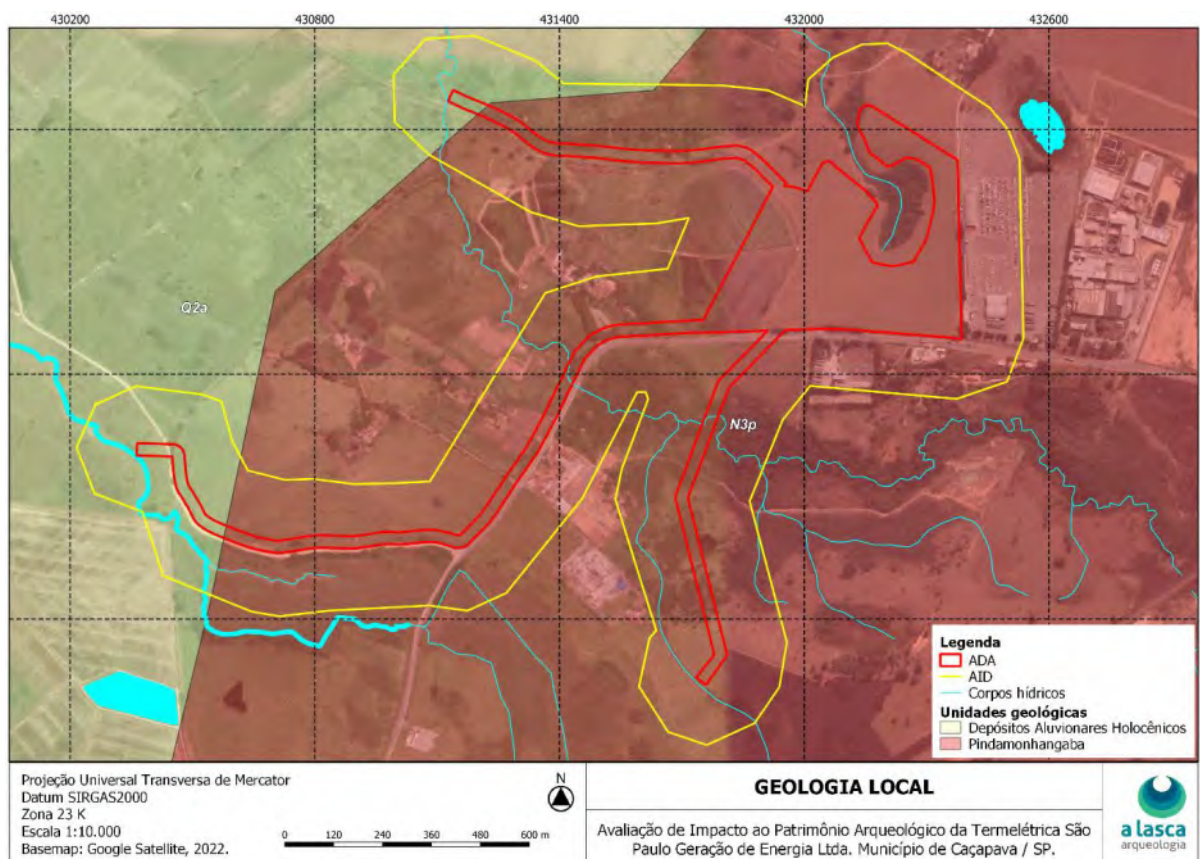 430200 430800 431400 432000 432600
Q2a
N3p
Legenda
ADA
AID
Corpos hídricos
Unidades geológicas
Depósitos Aluvionares Holocênicos
Pindamonhangaba
Projeção Universal Transversa de Mercator
Datum SIRGAS2000
Zona 23 K
Escala 1:10.000
Basemap: Google Satellite, 2022.
N
0 120 240 360 480 600 m
GEOLOGIA LOCAL
Avaliação de Impacto ao Patrimônio Arqueológico da Termelétrica São
Paulo Geração de Energia Ltda. Município de Caçapava / SP.
a lasca
arqueologia